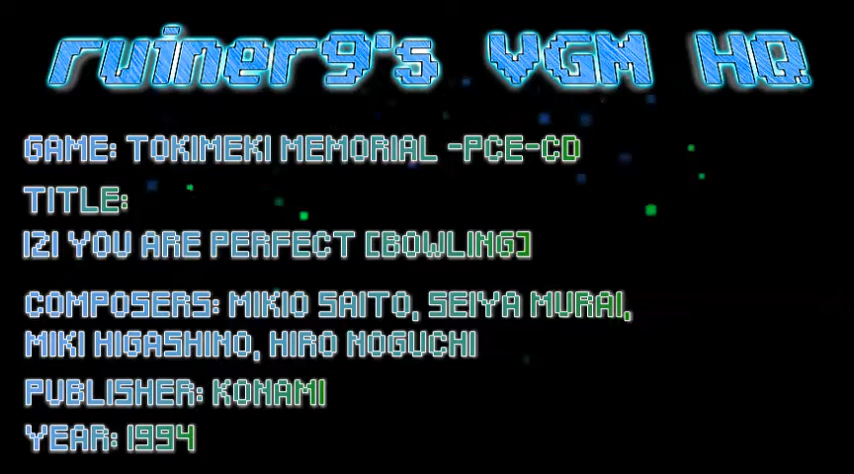 ruiner9's VGM HQ
GAME: TOKIMEKI MEMORIAL -PCE-CD
TITLE:
121 YOU ARE PERFECT [BOWLING]
COMPOSERS: MIKIO SAITO, SEIYA MURAI,
MIKI HIGASHINO, HIRO NOGUCHI
PUBLISHER: KONAMI
YEAR: 1994